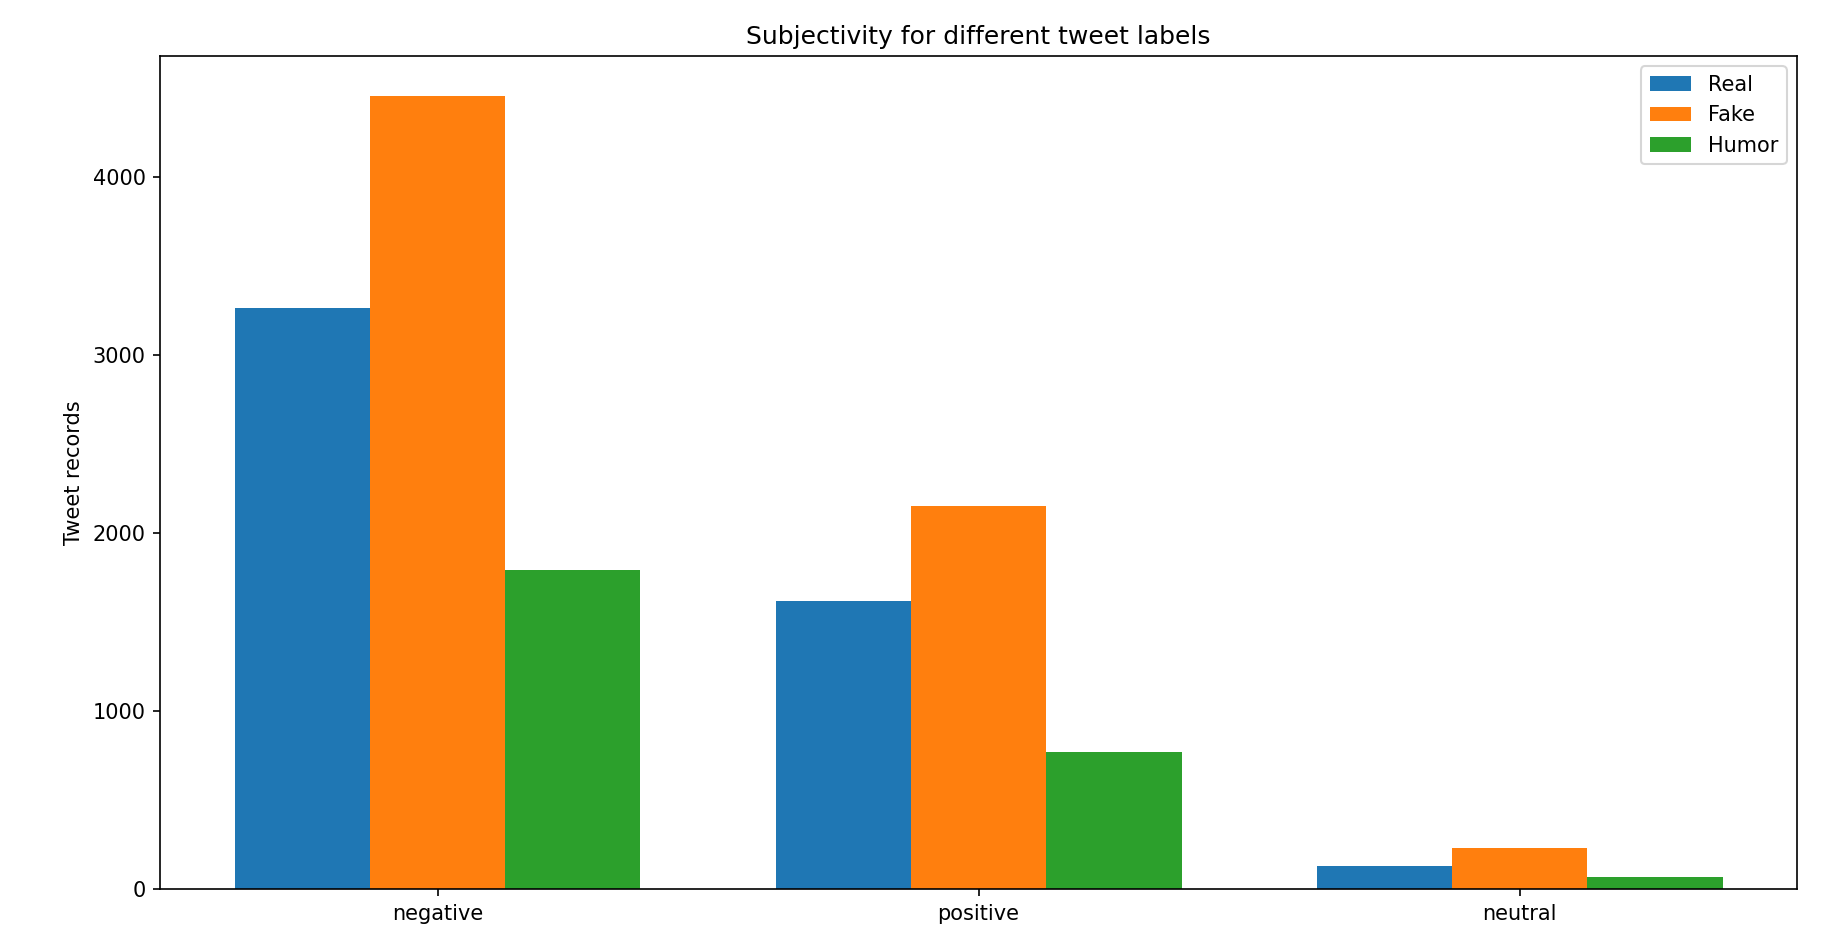 Subjectivity for different tweet labels
Real
Fake
Humor
Tweet records
4000
3000
2000
1000
0
negative
positive
neutral